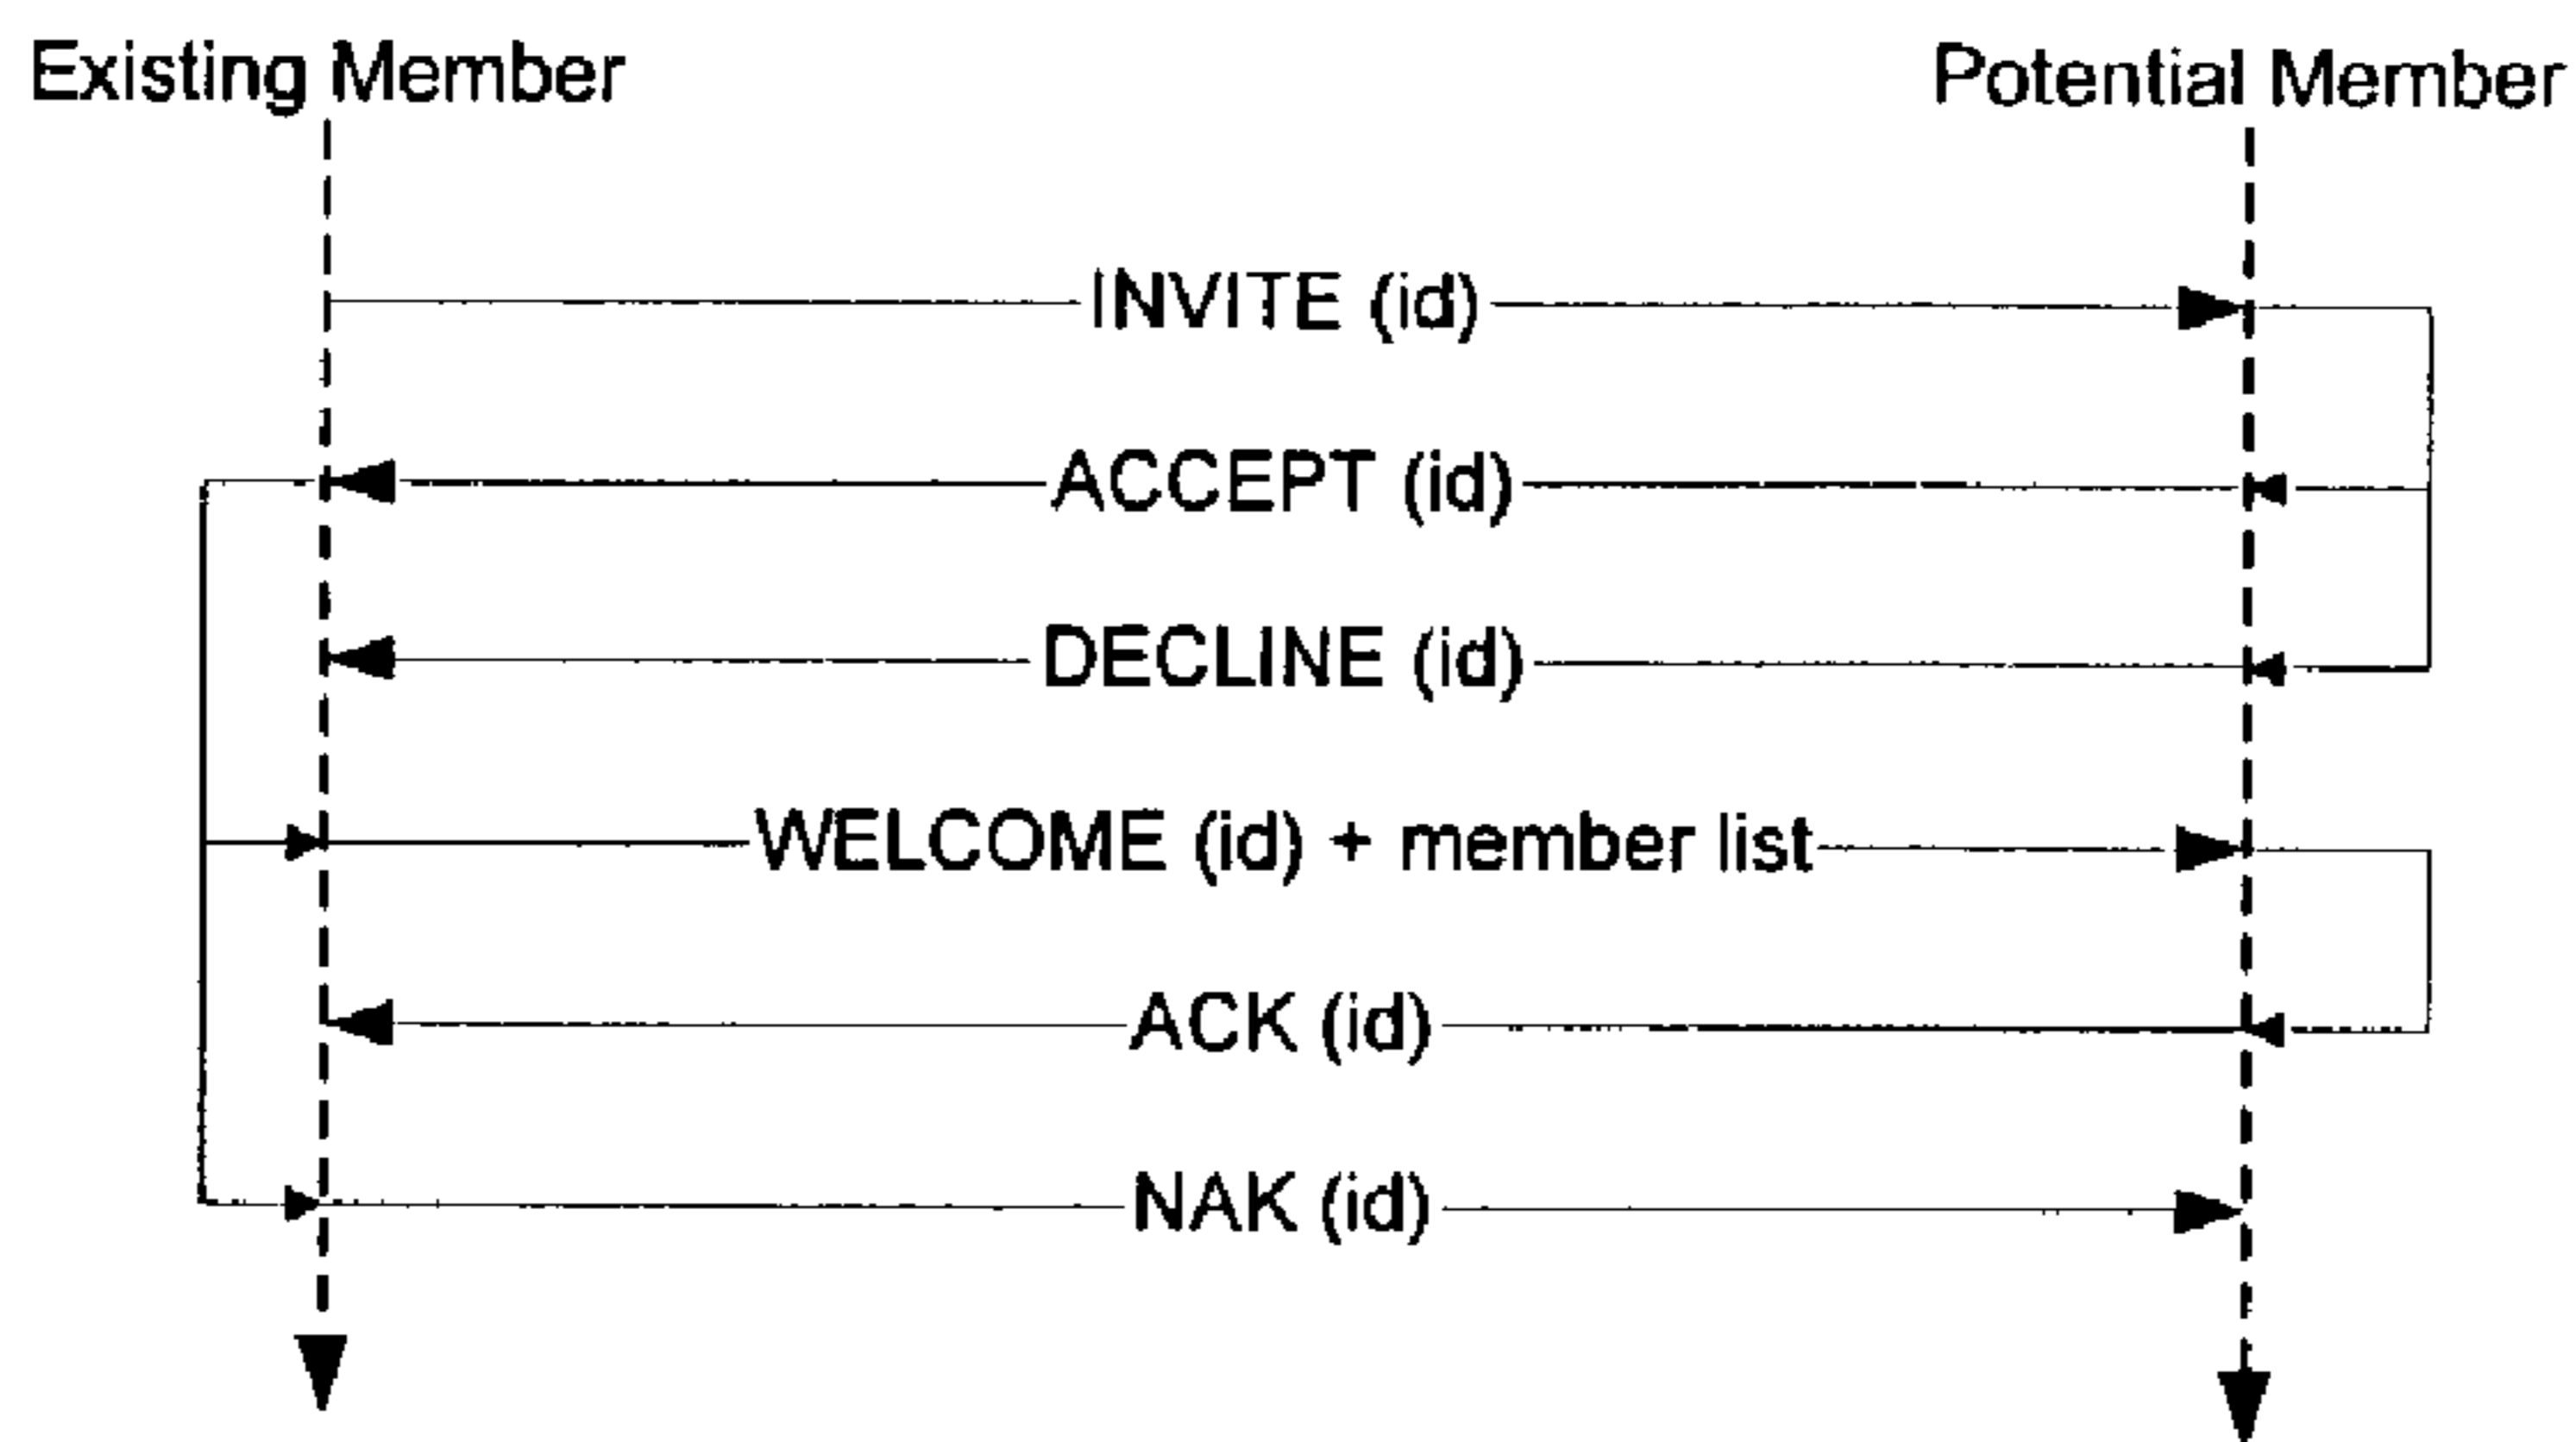 Existing Member
Potential Member
INVITE (id)
ACCEPT (id)
DECLINE (id)
WELCOME (id) + member list
ACK (id)
NAK (id)